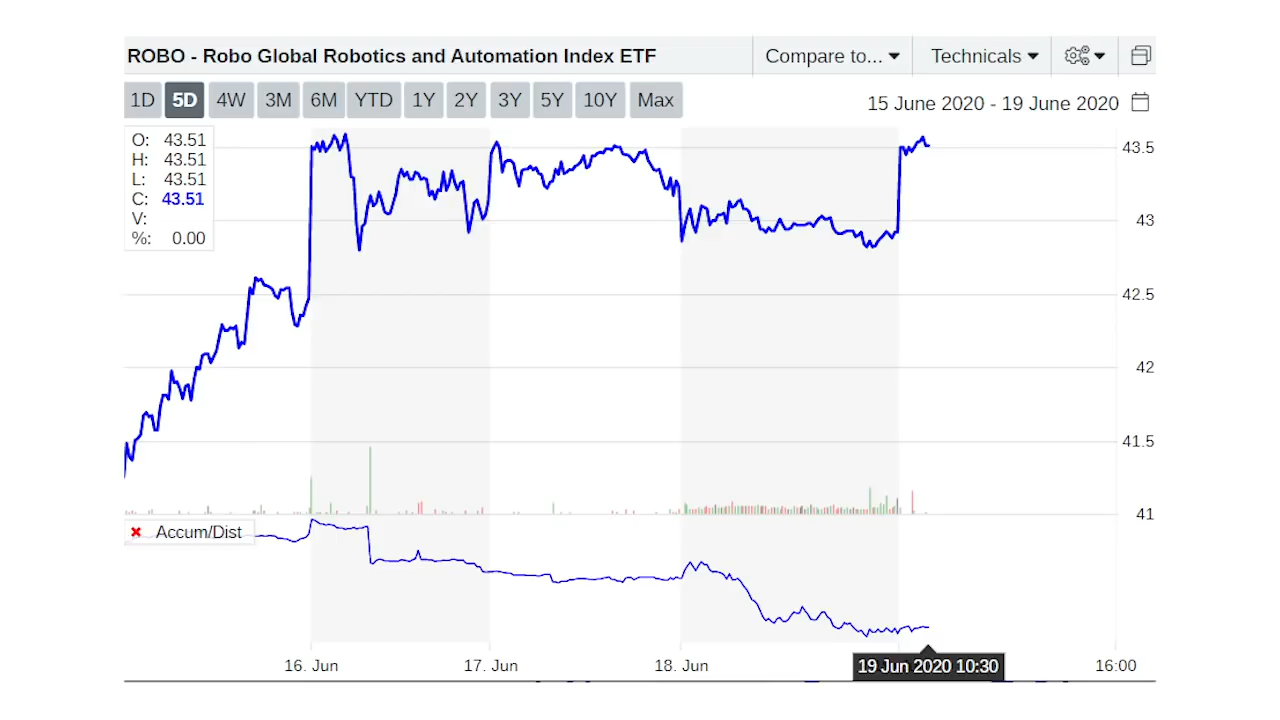 ROBO - Robo Global Robotics and Automation Index ETF Compare to... Technicals
1D 5D 4W 3M 6M YTD 1Y 2Y 3Y 5Y 10Y Max 15 June 2020 - 19 June 2020
O: 43.51
H: 43.51
L: 43.51
C: 43.51
V:
%: 0.00
43.5
43
42.5
42
41.5
41
Accum/Dist
16. Jun 17. Jun 18. Jun 19 Jun 2020 10:30 16:00